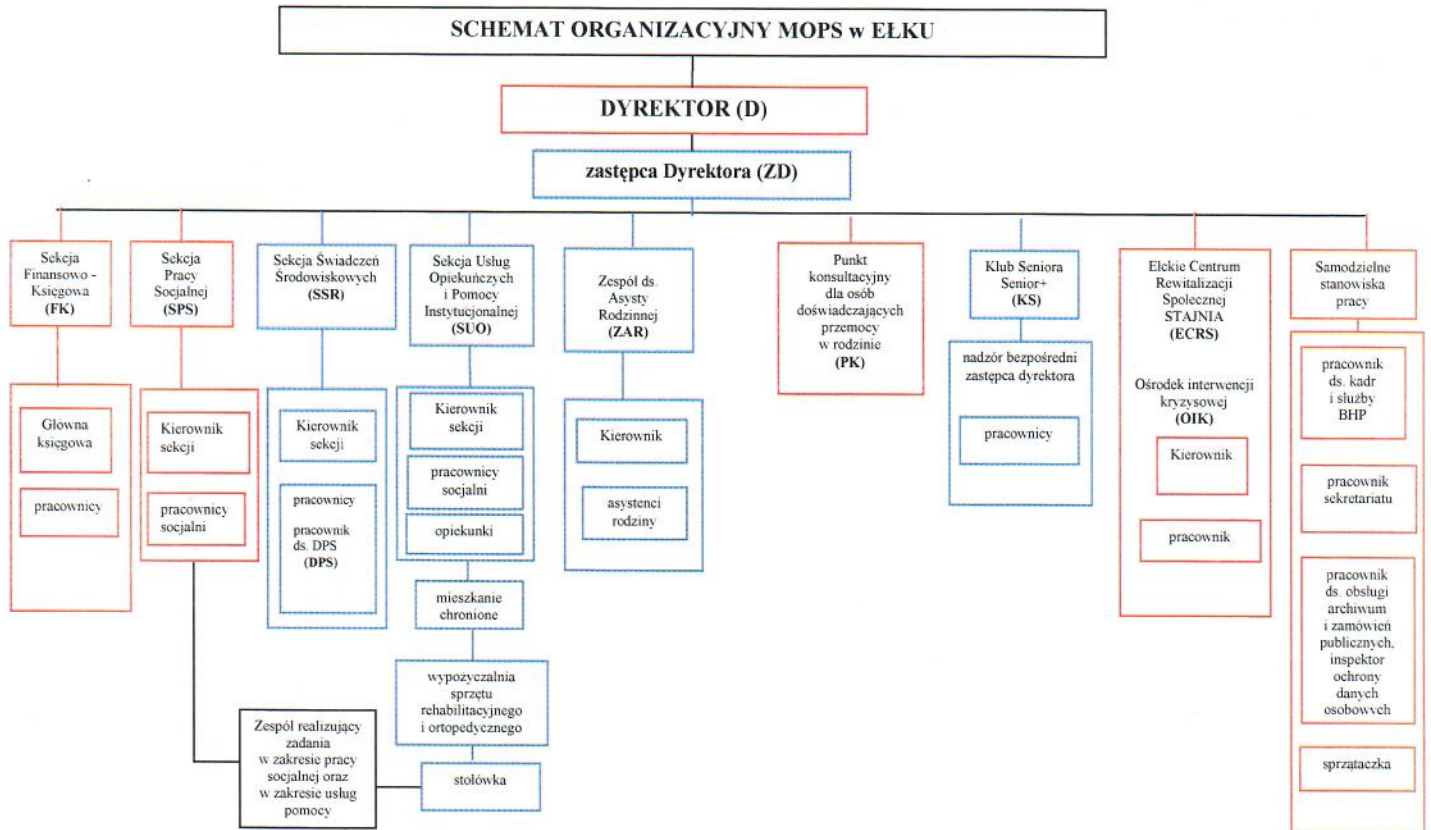 SCHEMAT ORGANIZACYJNY MOPS w EŁKU
DYREKTOR (D)
zastępca Dyrektora (ZD)
Sekcja
Finansowo -
Księgowa
(FK)
Główna
księgowa
pracownicy
Sekcja
Pracy
Socjalnej
(SPS)
Kierownik
sekcji
pracownicy
socjalni
Sekcja Świadczeń
Środowiskowych
(SSR)
Kierownik
sekcji
pracownicy
pracownik
ds. DPS
(DPS)
Sekcja Usług
Opiekuńczych
i Pomocy
Instytucjonalnej
(SUO)
Kierownik
sekcji
pracownicy
socjalni
opiekunki
mieszkanie
chronione
wypożyczalnia
sprzętu
rehabilitacyjnego
i ortopedycznego
stołówka
Zespół realizujący
zadania
w zakresie pracy
socjalnej oraz
w zakresie usług
pomocy
Zespół ds.
Asysty
Rodzinnej
(ZAR)
Kierownik
asystenci
rodziny
Punkt
konsultacyjny
dla osób
doświadczających
przemocy
w rodzinie
(PK)
Klub Seniora
Senior+
(KS)
nadzór bezpośredni
zastępca dyrektora
pracownicy
Ełckie Centrum
Rewitalizacji
Społecznej
STAJNIA
(ECRS)
Ośrodek interwencji
kryzysowej
(OIK)
Kierownik
pracownik
Samodzielne
stanowiska
pracy
pracownik
ds. kadr
i służby
BHP
pracownik
sekretariatu
pracownik
ds. obsługi
archiwum
i zamówień
publicznych,
inspektor
ochrony
danych
osobowych
sprzątaczka